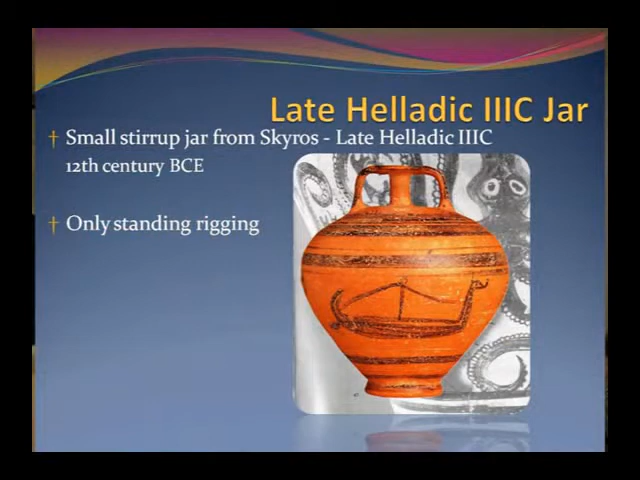 Late Helladic IIIC Jar
† Small stirrup jar from Skyros - Late Helladic IIIC
12th century BCE
† Only standing rigging